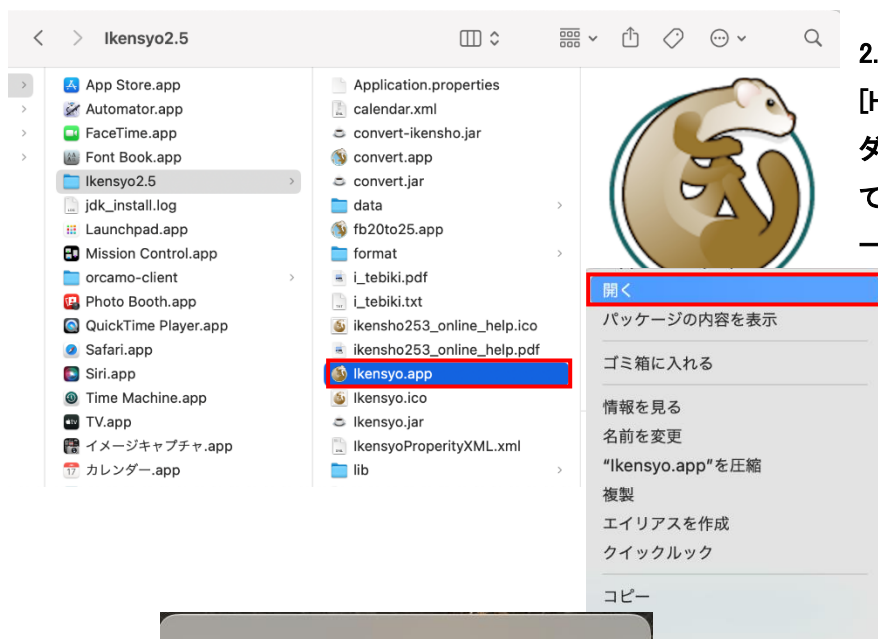 Ikensyo2.5
App Store.app
Automator.app
FaceTime.app
Font Book.app
Ikensyo2.5
jdk_install.log
Launchpad.app
Mission Control.app
orcamo-client
Photo Booth.app
QuickTime Player.app
Safari.app
Siri.app
Time Machine.app
TV.app
イメージキャプチャ.app
カレンダー.app
Application.properties
calendar.xml
convert-ikensho.jar
convert.app
convert.jar
data
fb20to25.app
format
i_tebiki.pdf
i_tebiki.txt
ikensho253_online_help.ico
ikensho253_online_help.pdf
Ikensyo.app
Ikensyo.ico
Ikensyo.jar
IkensyoProperityXML.xml
lib
開く
パッケージの内容を表示
ゴミ箱に入れる
情報を見る
名前を変更
“Ikensyo.app”を圧縮
複製
エイリアスを作成
クイックルック
コピー
2.
[H
ダ
て
ー